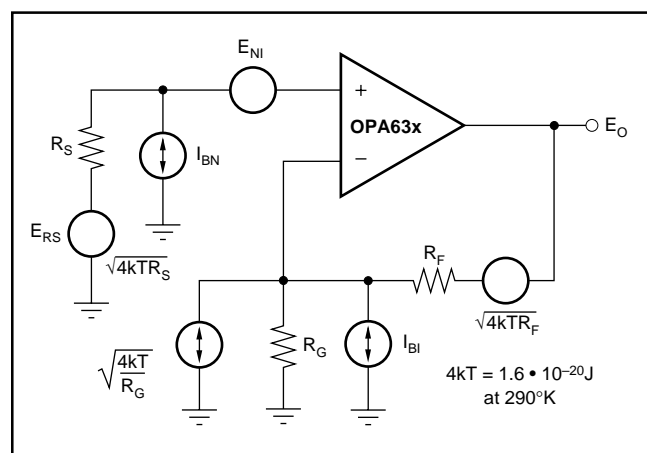 E_NI
+
OPA63x
−
E_O
R_S
I_BN
E_RS
√4kTR_S
R_F
√4kTR_F
√4kT/R_G
R_G
I_BI
4kT = 1.6 • 10⁻²⁰J
at 290°K